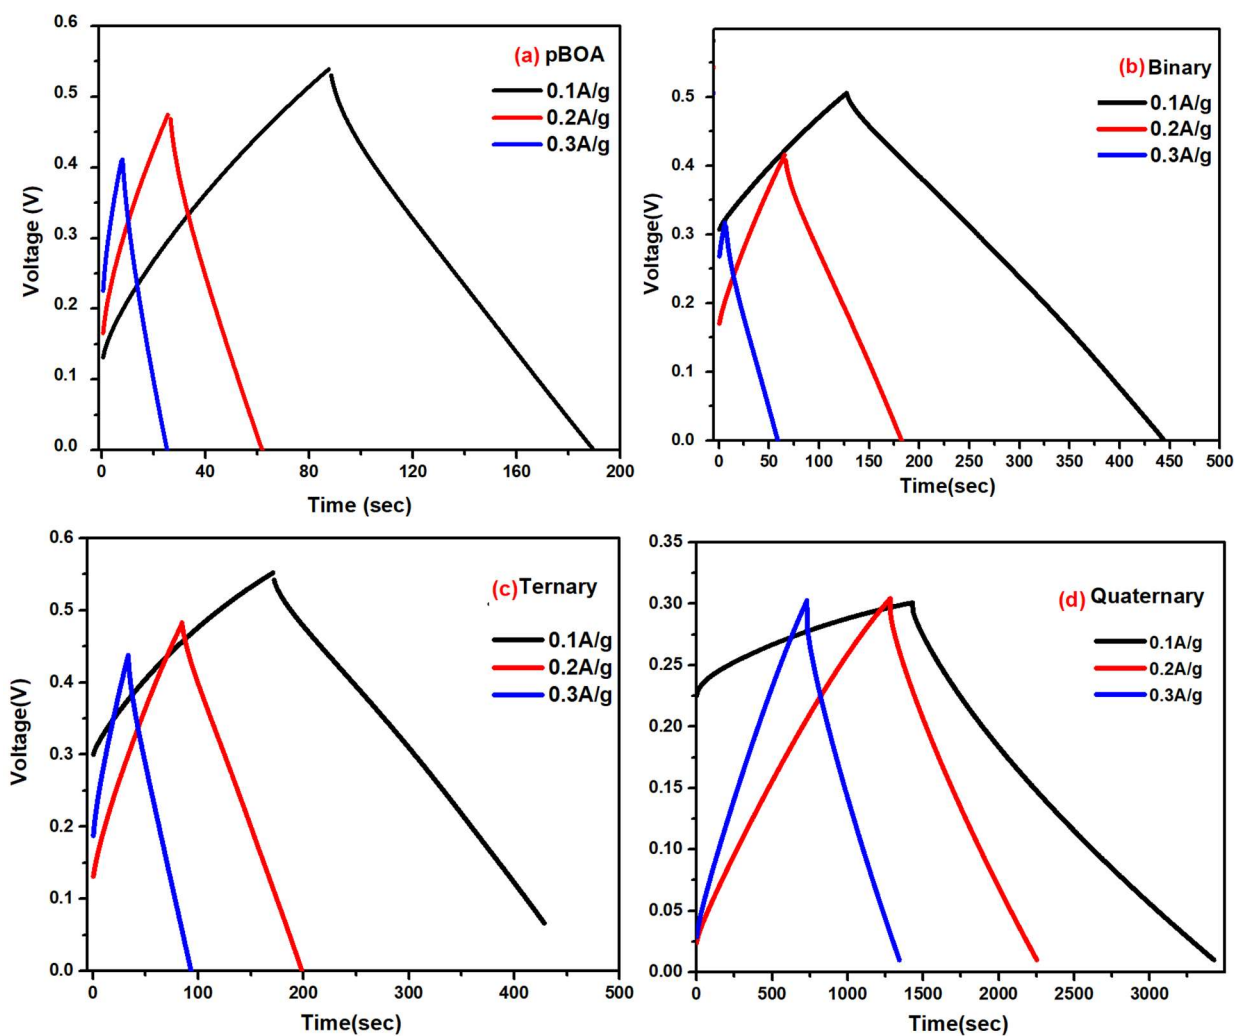 (a) pBOA
0.1A/g
0.2A/g
0.3A/g
Voltage (V)
0.6
0.5
0.4
0.3
0.2
0.1
0.0
0 40 80 120 160 200
Time (sec)
(b) Binary
0.1A/g
0.2A/g
0.3A/g
Voltage(V)
0.5
0.4
0.3
0.2
0.1
0.0
0 50 100 150 200 250 300 350 400 450 500
Time(sec)
(c) Ternary
0.1A/g
0.2A/g
0.3A/g
Voltage(V)
0.6
0.5
0.4
0.3
0.2
0.1
0.0
0 100 200 300 400 500
Time(sec)
(d) Quaternary
0.1A/g
0.2A/g
0.3A/g
0.35
0.30
0.25
0.20
0.15
0.10
0.05
0.00
0 500 1000 1500 2000 2500 3000
Time(sec)